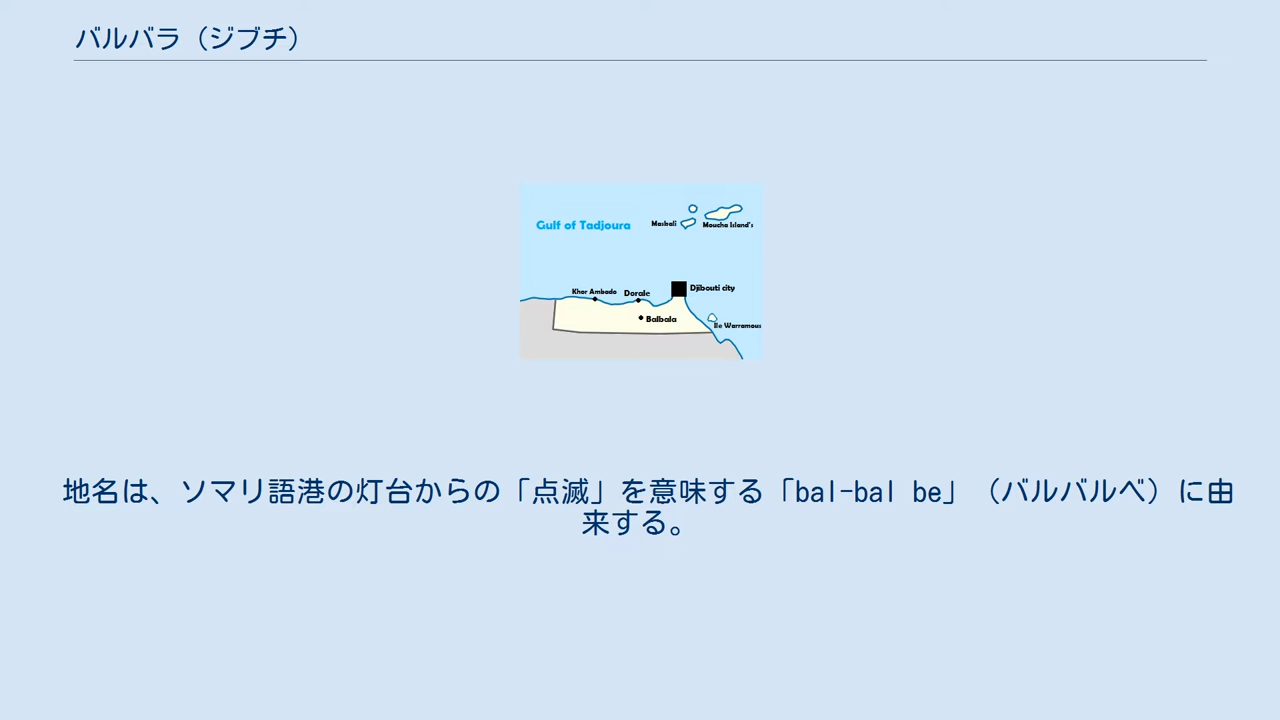 バルバラ（ジブチ）
Gulf of Tadjoura
Maskali
Moucha Island's
Khor Ambado
Dorale
Djibouti city
Balbala
Ile Warramous
地名は、ソマリ語港の灯台からの「点滅」を意味する「bal-bal be」（バルバルベ）に由
来する。